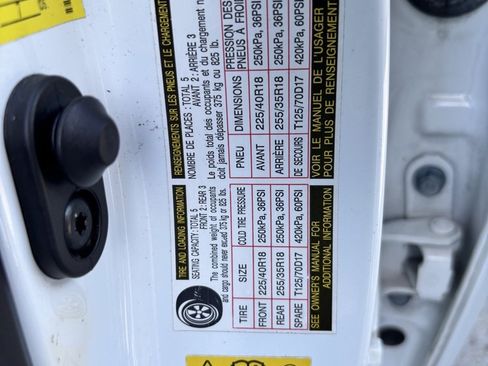 TIRE AND LOADING INFORMATION
SEATING CAPACITY: TOTAL 5
FRONT 2: REAR 3
The combined weight of occupants
and cargo should never exceed 375 kg or 825 lbs.
TIRE SIZE COLD TIRE PRESSURE
FRONT 225/40R18 250kPa, 36PSI
REAR 255/35R18 250kPa, 36PSI
SPARE T125/70D17 420kPa, 60PSI
SEE OWNER'S MANUAL FOR
ADDITIONAL INFORMATION
RENSEIGNEMENTS SUR LES PNEUS ET LE CHARGEMENT
NOMBRE DE PLACES : TOTAL 5
AVANT 2 : ARRIÈRE 3
Le poids total des occupants et du chargement ne
doit jamais dépasser 375 kg ou 825 lb.
PNEU DIMENSIONS PRESSION DES
PNEUS À FROID
AVANT 225/40R18 250kPa, 36PSI
ARRIÈRE 255/35R18 250kPa, 36PSI
DE SECOURS T125/70D17 420kPa, 60PSI
VOIR LE MANUEL DE L'USAGER
POUR PLUS DE RENSEIGNEMENTS